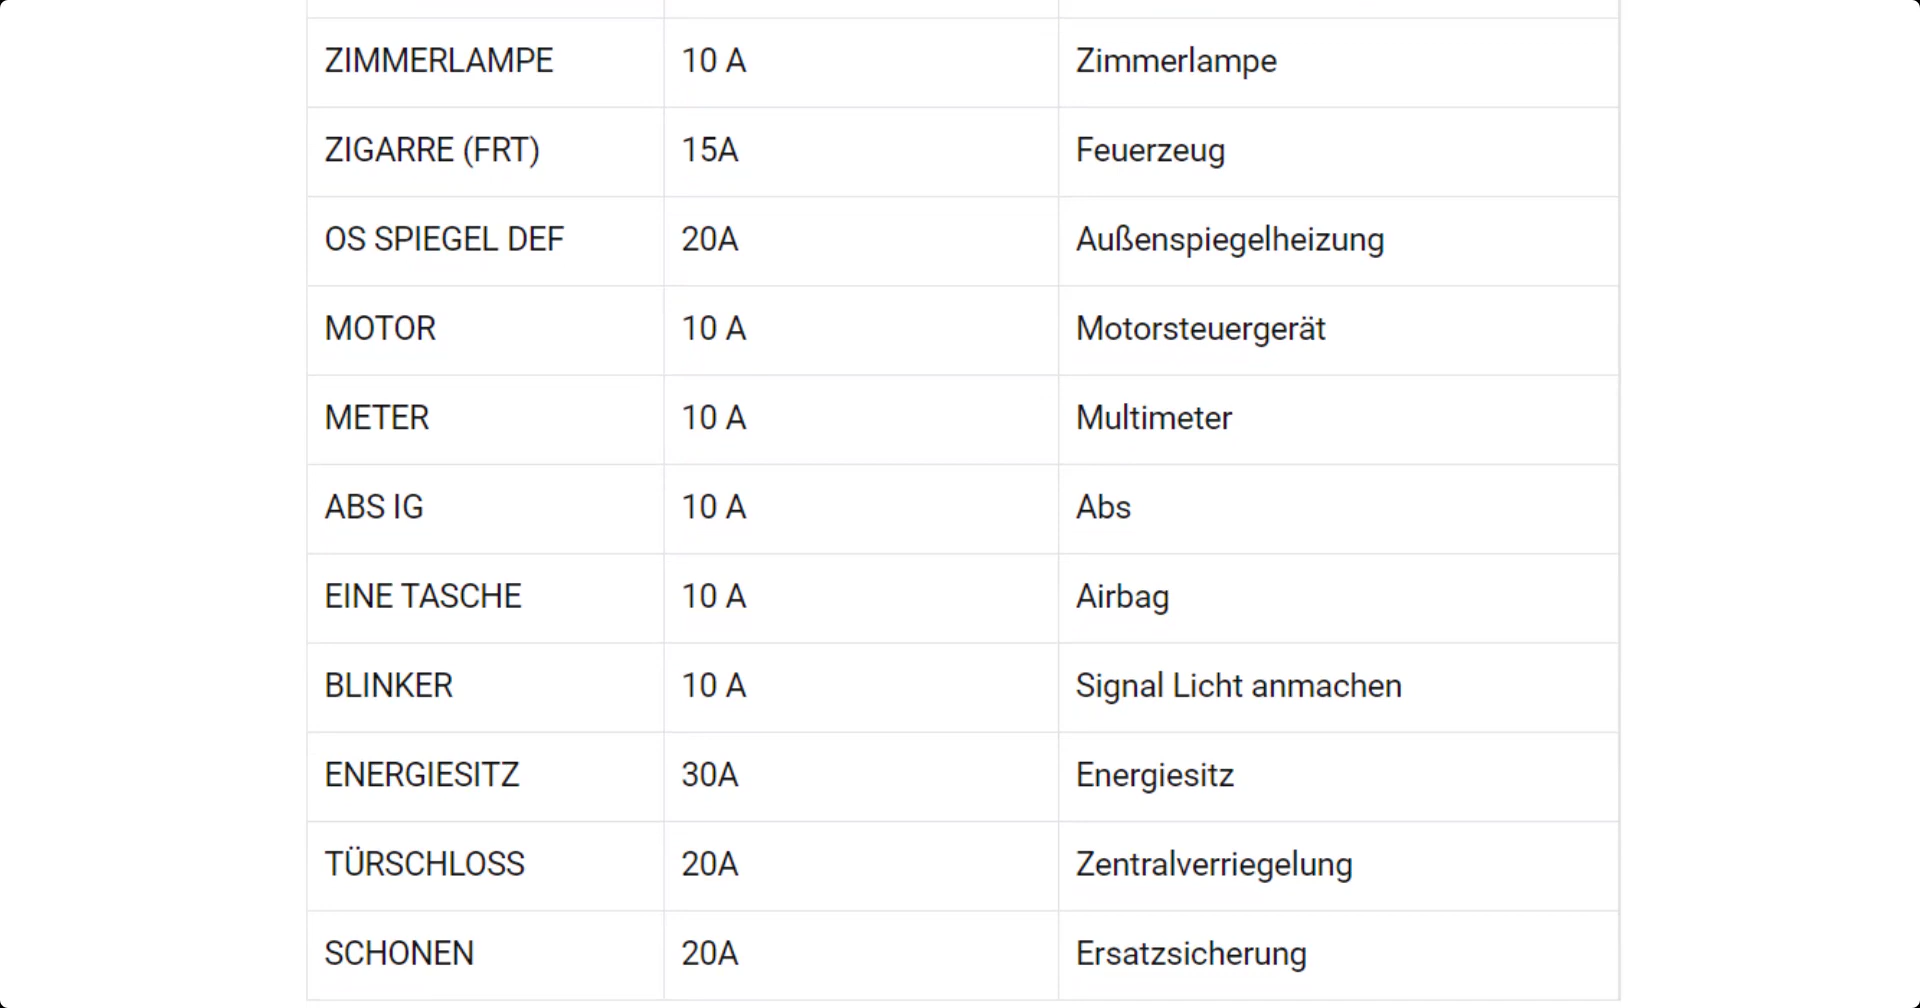 ZIMMERLAMPE 10 A Zimmerlampe
ZIGARRE (FRT) 15A Feuerzeug
OS SPIEGEL DEF 20A Außenspiegelheizung
MOTOR 10 A Motorsteuergerät
METER 10 A Multimeter
ABS IG 10 A Abs
EINE TASCHE 10 A Airbag
BLINKER 10 A Signal Licht anmachen
ENERGIESITZ 30A Energiesitz
TÜRSCHLOSS 20A Zentralverriegelung
SCHONEN 20A Ersatzsicherung